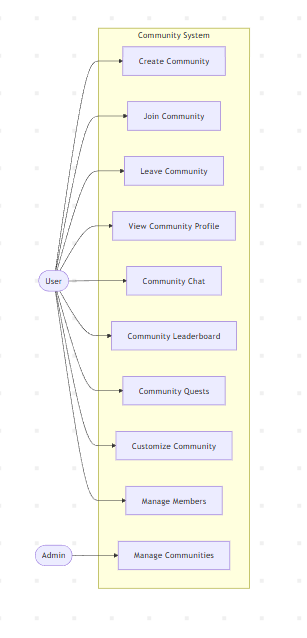 Community System
Create Community
Join Community
Leave Community
View Community Profile
User
Community Chat
Community Leaderboard
Community Quests
Customize Community
Manage Members
Admin
Manage Communities